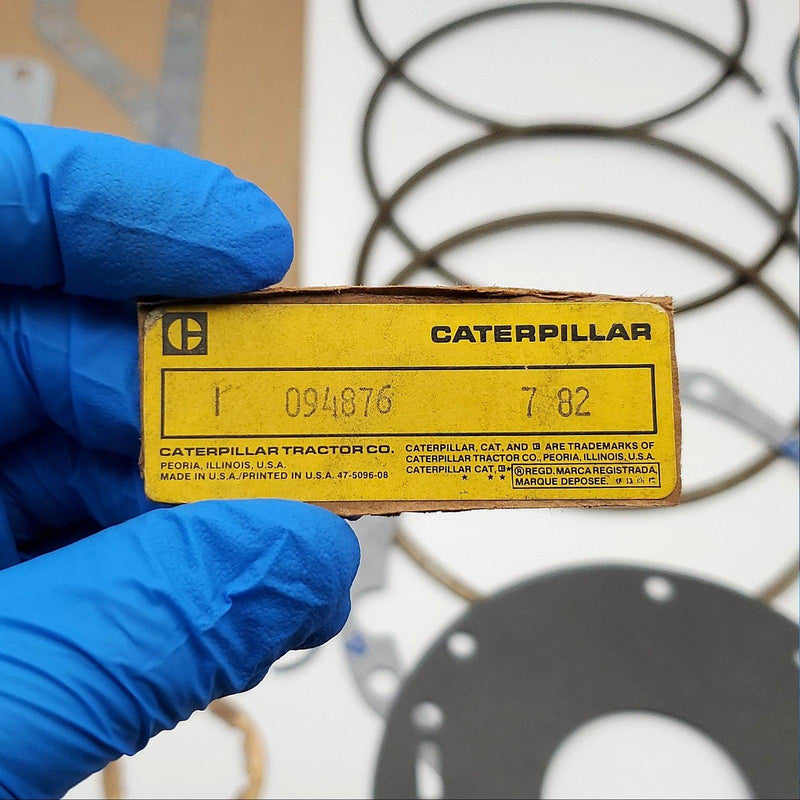 CATERPILLAR
1 094876 7 82
CATERPILLAR TRACTOR CO.
PEORIA, ILLINOIS, U.S.A.
MADE IN U.S.A./PRINTED IN U.S.A. 47-5096-08
CATERPILLAR, CAT, AND C ARE TRADEMARKS OF
CATERPILLAR TRACTOR CO., PEORIA, ILLINOIS, U.S.A.
CATERPILLAR CAT, C
® REGD. MARCA REGISTRADA,
MARQUE DEPOSEE.